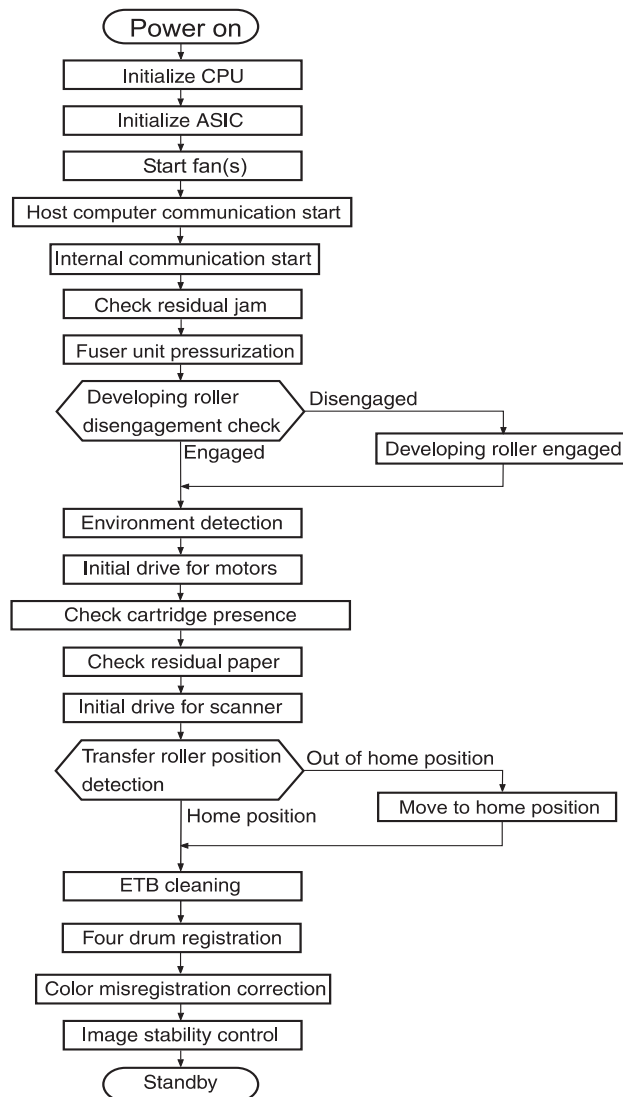 Power on
Initialize CPU
Initialize ASIC
Start fan(s)
Host computer communication start
Internal communication start
Check residual jam
Fuser unit pressurization
Developing roller
disengagement check
Disengaged
Engaged
Developing roller engaged
Environment detection
Initial drive for motors
Check cartridge presence
Check residual paper
Initial drive for scanner
Transfer roller position
detection
Out of home position
Home position
Move to home position
ETB cleaning
Four drum registration
Color misregistration correction
Image stability control
Standby